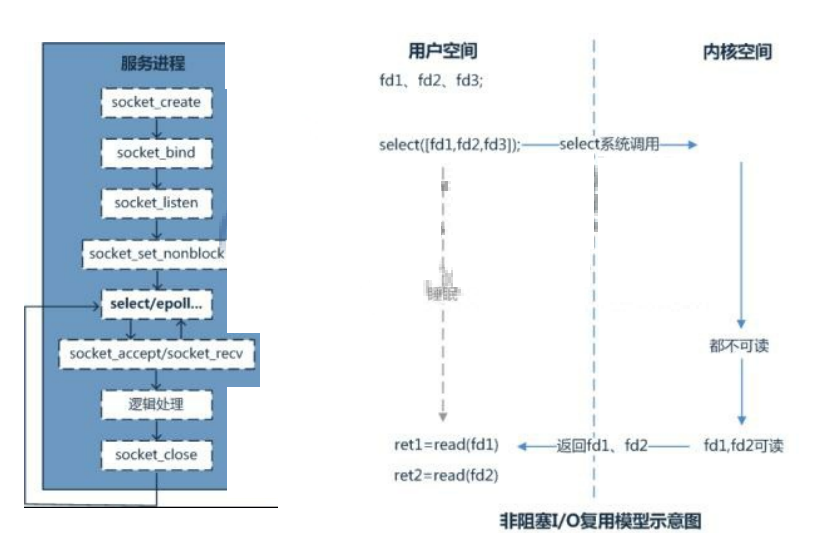 服务进程
socket_create
socket_bind
socket_listen
socket_set_nonblock
select/epoll...
socket_accept/socket_recv
逻辑处理
socket_close
用户空间
内核空间
fd1、fd2、fd3;
select([fd1,fd2,fd3]);
select系统调用
睡眠
都不可读
ret1=read(fd1)
返回fd1、fd2
fd1,fd2可读
ret2=read(fd2)
非阻塞I/O复用模型示意图